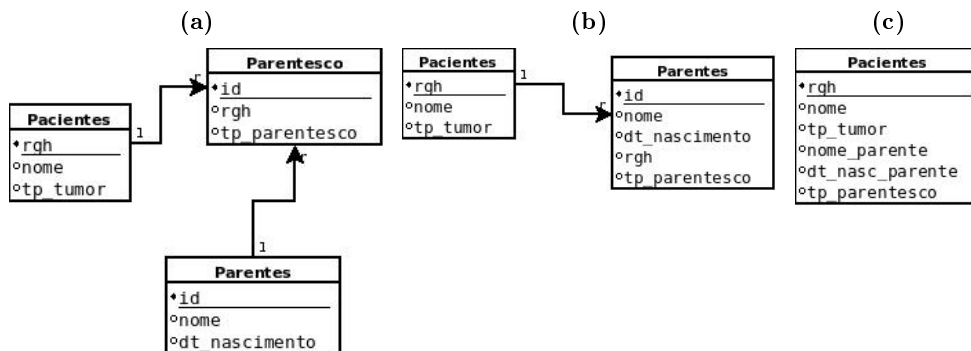 (a)
Pacientes
rgh
nome
tp_tumor
1
r
Parentesco
id
rgh
tp_parentesco
r
1
Parentes
id
nome
dt_nascimento
(b)
Pacientes
rgh
nome
tp_tumor
1
r
Parentes
id
nome
dt_nascimento
rgh
tp_parentesco
(c)
Pacientes
rgh
nome
tp_tumor
nome_parente
dt_nasc_parente
tp_parentesco